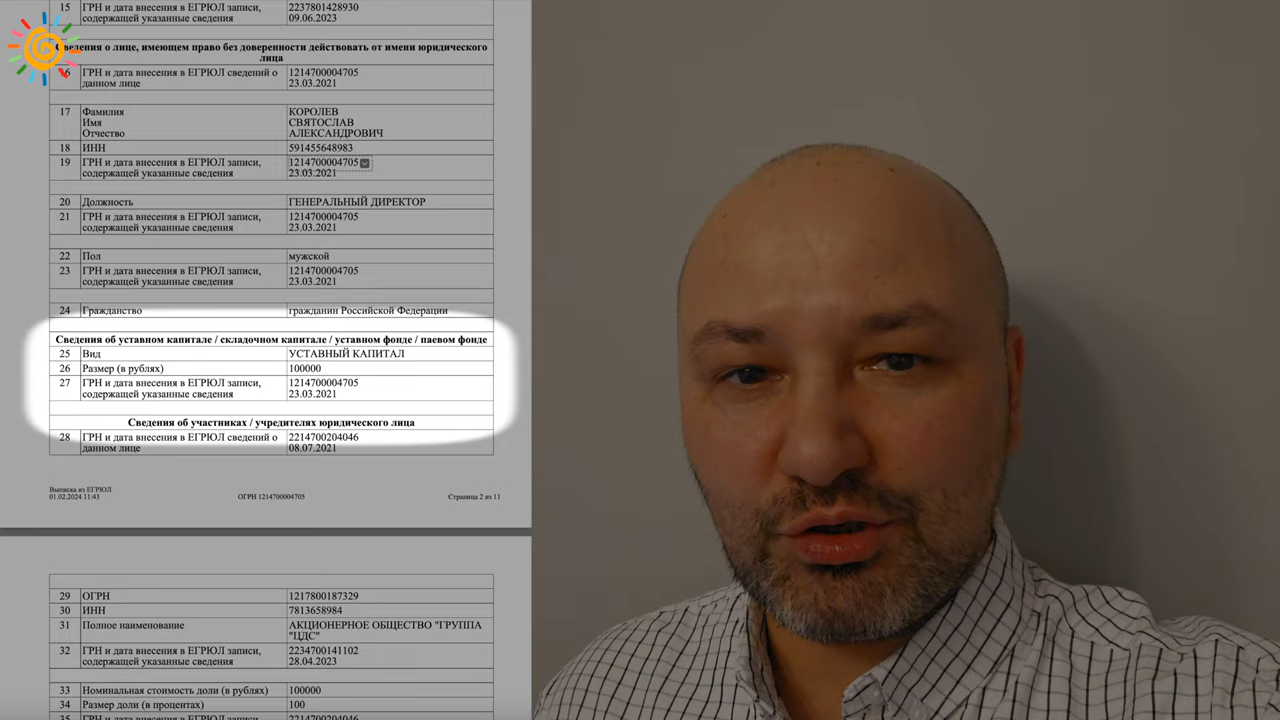 15 ГРН и дата внесения в ЕГРЮЛ записи, 2237801428930
содержащей указанные сведения 09.06.2023
ведения о лице, имеющем право без доверенности действовать от имени юридического
лица
6 ГРН и дата внесения в ЕГРЮЛ сведений о 1214700004705
данном лице 23.03.2021
17 Фамилия КОРОЛЕВ
Имя СВЯТОСЛАВ
Отчество АЛЕКСАНДРОВИЧ
18 ИНН 591455648983
19 ГРН и дата внесения в ЕГРЮЛ записи, 1214700004705
содержащей указанные сведения 23.03.2021
20 Должность ГЕНЕРАЛЬНЫЙ ДИРЕКТОР
21 ГРН и дата внесения в ЕГРЮЛ записи, 1214700004705
содержащей указанные сведения 23.03.2021
22 Пол мужской
23 ГРН и дата внесения в ЕГРЮЛ записи, 1214700004705
содержащей указанные сведения 23.03.2021
24 Гражданство гражданин Российской Федерации
Сведения об уставном капитале / складочном капитале / уставном фонде / паевом фонде
25 Вид УСТАВНЫЙ КАПИТАЛ
26 Размер (в рублях) 100000
27 ГРН и дата внесения в ЕГРЮЛ записи, 1214700004705
содержащей указанные сведения 23.03.2021
Сведения об участниках / учредителях юридического лица
28 ГРН и дата внесения в ЕГРЮЛ сведений о 2214700204046
данном лице 08.07.2021
Выписка из ЕГРЮЛ
01.02.2024 11:43 ОГРН 1214700004705 Страница 2 из 11
29 ОГРН 1217800187329
30 ИНН 7813658984
31 Полное наименование АКЦИОНЕРНОЕ ОБЩЕСТВО "ГРУППА
"ЦДС"
32 ГРН и дата внесения в ЕГРЮЛ записи, 2234700141102
содержащей указанные сведения 28.04.2023
33 Номинальная стоимость доли (в рублях) 100000
34 Размер доли (в процентах) 100
35 ГРН и дата внесения в ЕГРЮЛ записи, 2214700204046